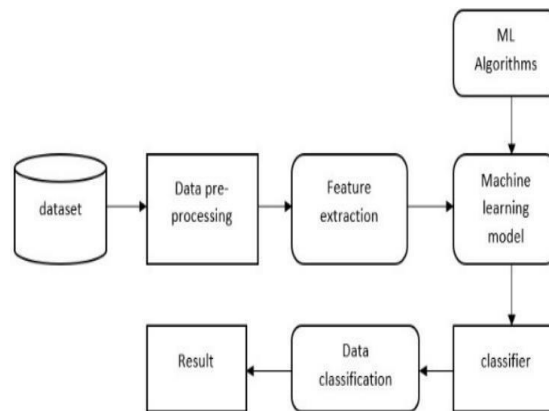 ML
Algorithms
dataset
Data pre-
processing
Feature
extraction
Machine
learning
model
Result
Data
classification
classifier